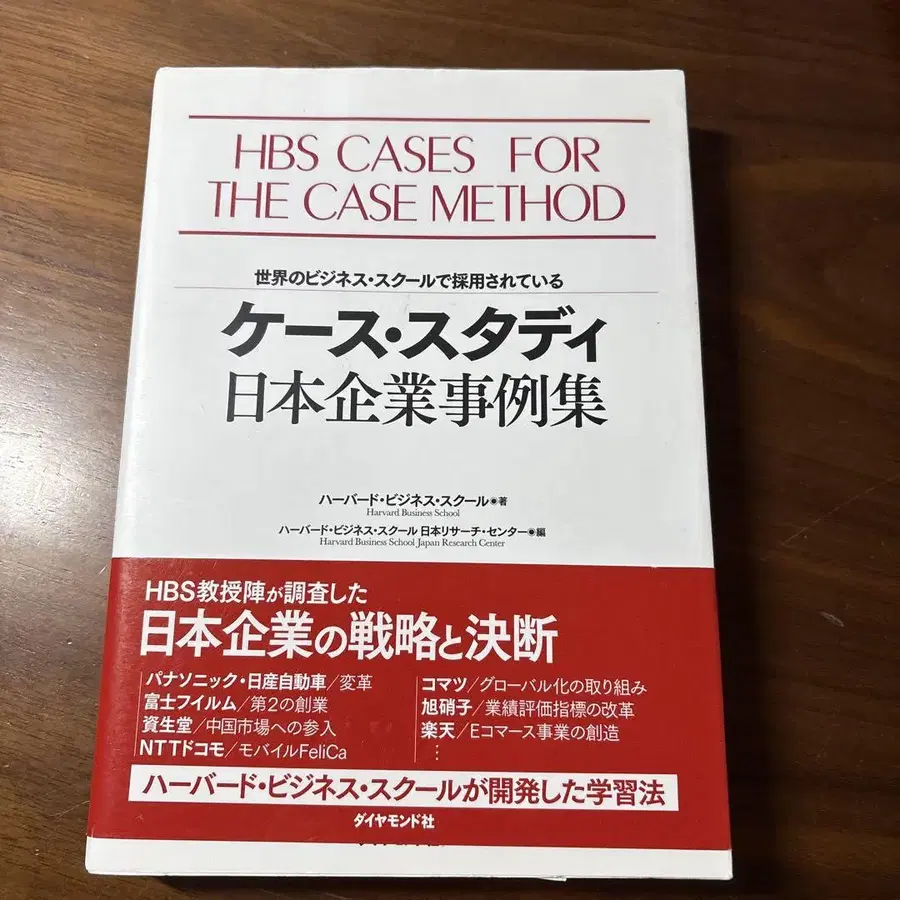 HBS CASES FOR
THE CASE METHOD
世界のビジネス・スクールで採用されている
ケース・スタディ
日本企業事例集
ハーバード・ビジネス・スクール◉著
Harvard Business School
ハーバード・ビジネス・スクール 日本リサーチ・センター◉編
Harvard Business School Japan Research Center
HBS教授陣が調査した
日本企業の戦略と決断
パナソニック・日産自動車/変革
富士フイルム/第2の創業
資生堂/中国市場への参入
NTTドコモ/モバイルFeliCa
コマツ/グローバル化の取り組み
旭硝子/業績評価指標の改革
楽天/Eコマース事業の創造
⋮
ハーバード・ビジネス・スクールが開発した学習法
ダイヤモンド社